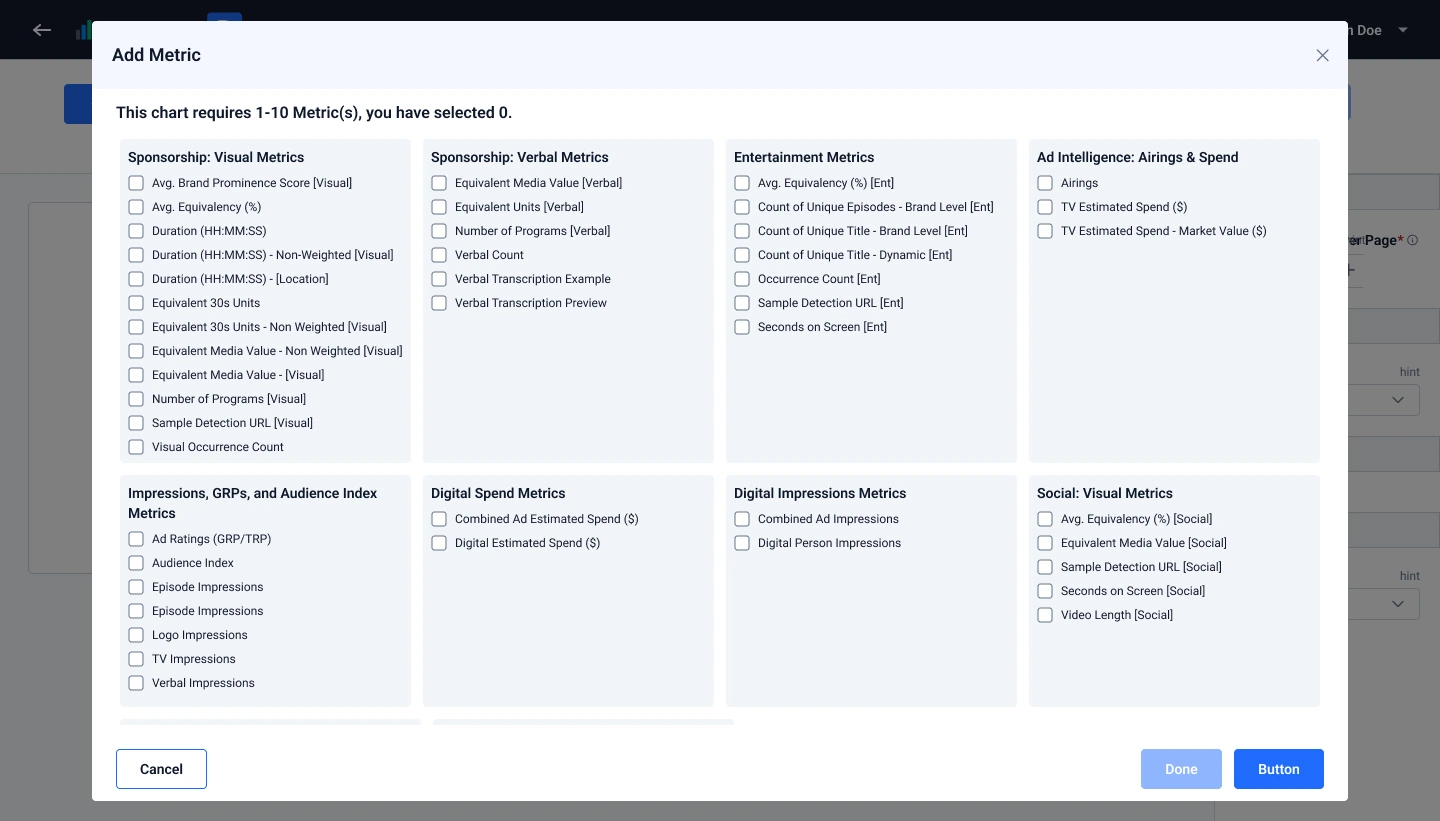 n Doe
Add Metric
This chart requires 1-10 Metric(s), you have selected 0.
Sponsorship: Visual Metrics
Avg. Brand Prominence Score [Visual]
Avg. Equivalency (%)
Duration (HH:MM:SS)
Duration (HH:MM:SS) - Non-Weighted [Visual]
Duration (HH:MM:SS) - [Location]
Equivalent 30s Units
Equivalent 30s Units - Non Weighted [Visual]
Equivalent Media Value - Non Weighted [Visual]
Equivalent Media Value - [Visual]
Number of Programs [Visual]
Sample Detection URL [Visual]
Visual Occurrence Count
Sponsorship: Verbal Metrics
Equivalent Media Value [Verbal]
Equivalent Units [Verbal]
Number of Programs [Verbal]
Verbal Count
Verbal Transcription Example
Verbal Transcription Preview
Entertainment Metrics
Avg. Equivalency (%) [Ent]
Count of Unique Episodes - Brand Level [Ent]
Count of Unique Title - Brand Level [Ent]
Count of Unique Title - Dynamic [Ent]
Occurrence Count [Ent]
Sample Detection URL [Ent]
Seconds on Screen [Ent]
Ad Intelligence: Airings & Spend
Airings
TV Estimated Spend ($)
TV Estimated Spend - Market Value ($)
Impressions, GRPs, and Audience Index
Metrics
Ad Ratings (GRP/TRP)
Audience Index
Episode Impressions
Episode Impressions
Logo Impressions
TV Impressions
Verbal Impressions
Digital Spend Metrics
Combined Ad Estimated Spend ($)
Digital Estimated Spend ($)
Digital Impressions Metrics
Combined Ad Impressions
Digital Person Impressions
Social: Visual Metrics
Avg. Equivalency (%) [Social]
Equivalent Media Value [Social]
Sample Detection URL [Social]
Seconds on Screen [Social]
Video Length [Social]
er Page*
hint
hint
Cancel
Done
Button